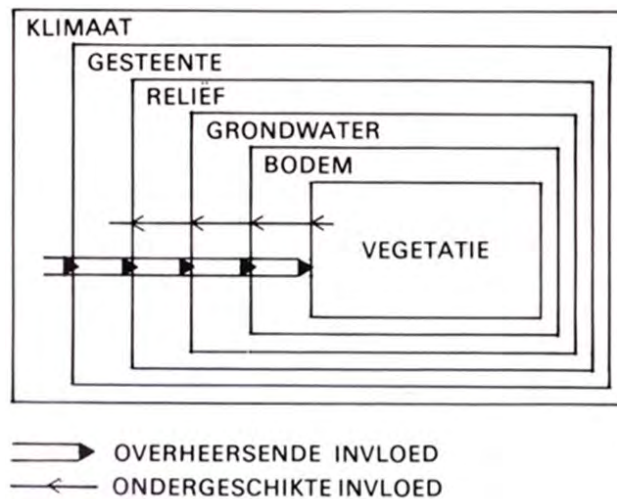 KLIMAAT
GESTEENTE
RELIËF
GRONDWATER
BODEM
VEGETATIE
OVERHEERSENDE INVLOED
ONDERGESCHIKTE INVLOED